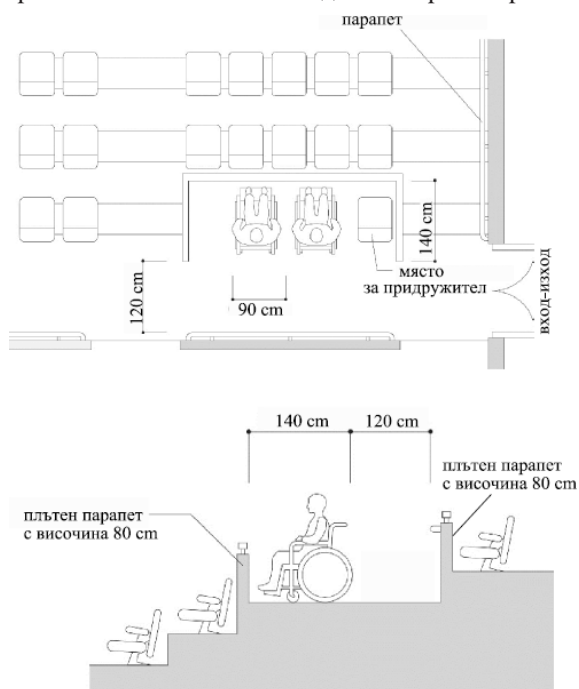 парапет
140 cm
място
за придружител
120 cm
90 cm
вход-изход
140 cm
120 cm
плътен парапет
с височина 80 cm
плътен парапет
с височина 80 cm